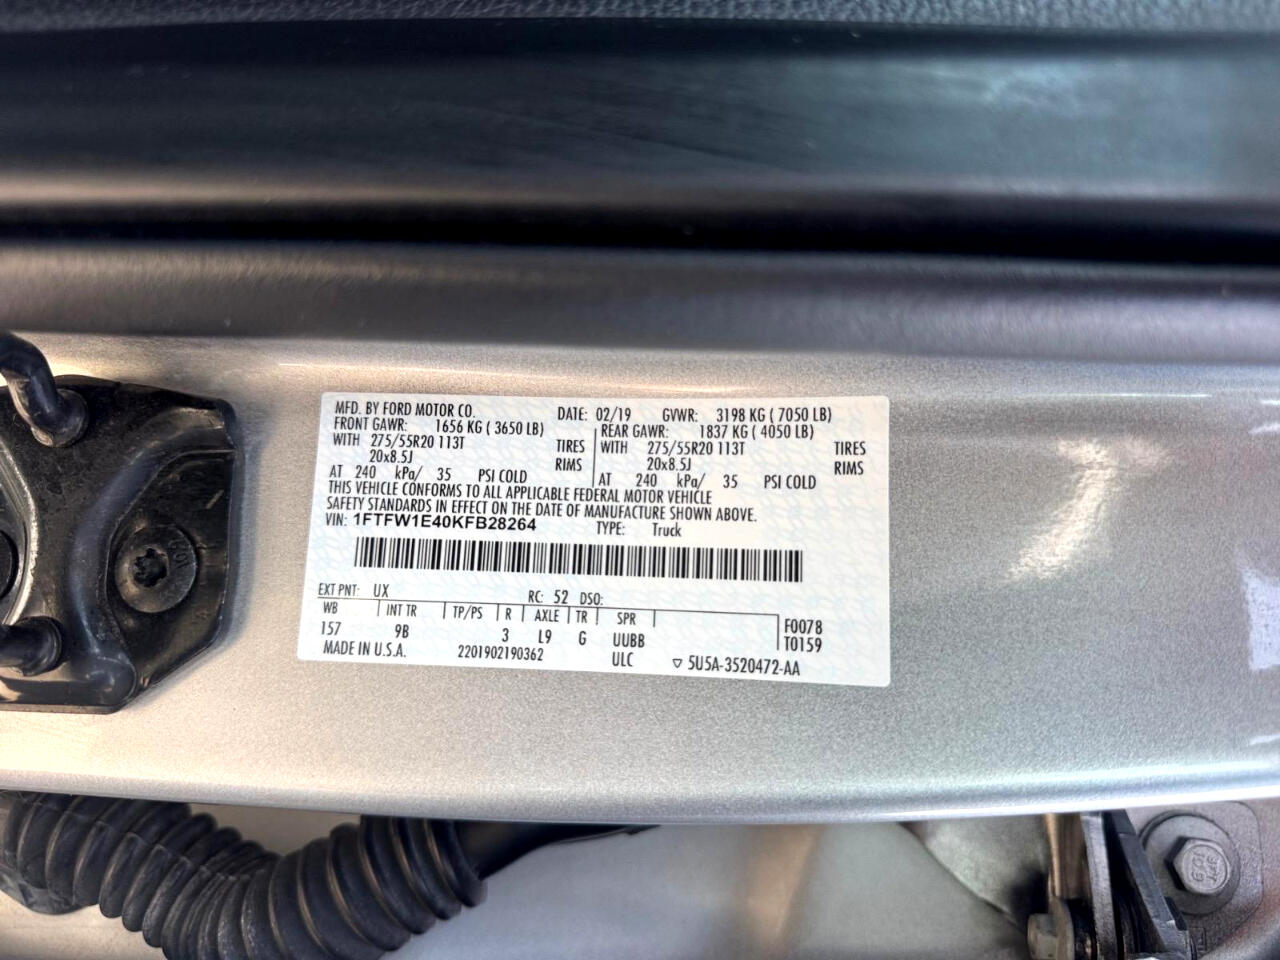 MFD. BY FORD MOTOR CO. DATE: 02/19 GVWR: 3198 KG ( 7050 LB)
FRONT GAWR: 1656 KG ( 3650 LB) REAR GAWR: 1837 KG ( 4050 LB)
WITH 275/55R20 113T TIRES WITH 275/55R20 113T TIRES
20x8.5J RIMS 20x8.5J RIMS
AT 240 kPa/ 35 PSI COLD AT 240 kPa/ 35 PSI COLD
THIS VEHICLE CONFORMS TO ALL APPLICABLE FEDERAL MOTOR VEHICLE
SAFETY STANDARDS IN EFFECT ON THE DATE OF MANUFACTURE SHOWN ABOVE.
VIN: 1FTFW1E40KFB28264 TYPE: Truck
EXT PNT: UX RC: 52 DSO:
WB INT TR TP/PS R AXLE TR SPR
157 9B 3 L9 G UUBB F0078
T0159
MADE IN U.S.A. 2201902190362 ULC ▽ 5U5A-3520472-AA